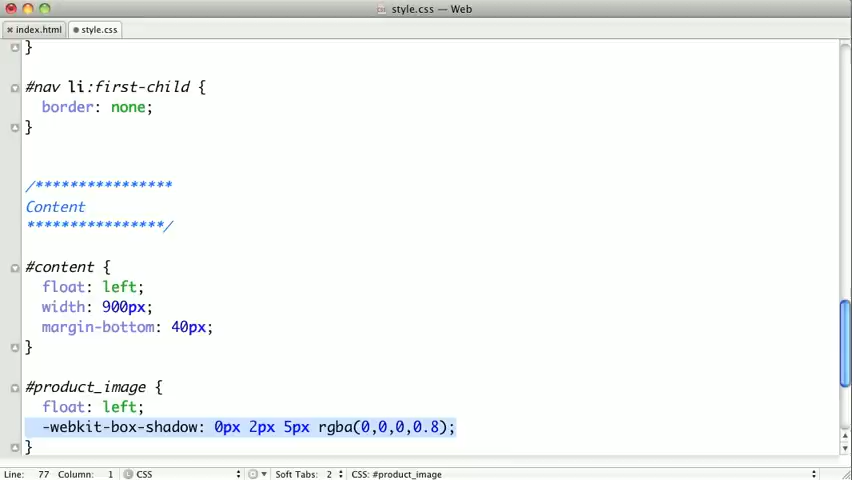 style.css — Web
index.html
style.css
}
#nav li:first-child {
border: none;
}
/****************
Content
****************/
#content {
float: left;
width: 900px;
margin-bottom: 40px;
}
#product_image {
float: left;
-webkit-box-shadow: 0px 2px 5px rgba(0,0,0,0.8);
}
Line: 77 Column: 1 CSS Soft Tabs: 2 CSS: #product_image